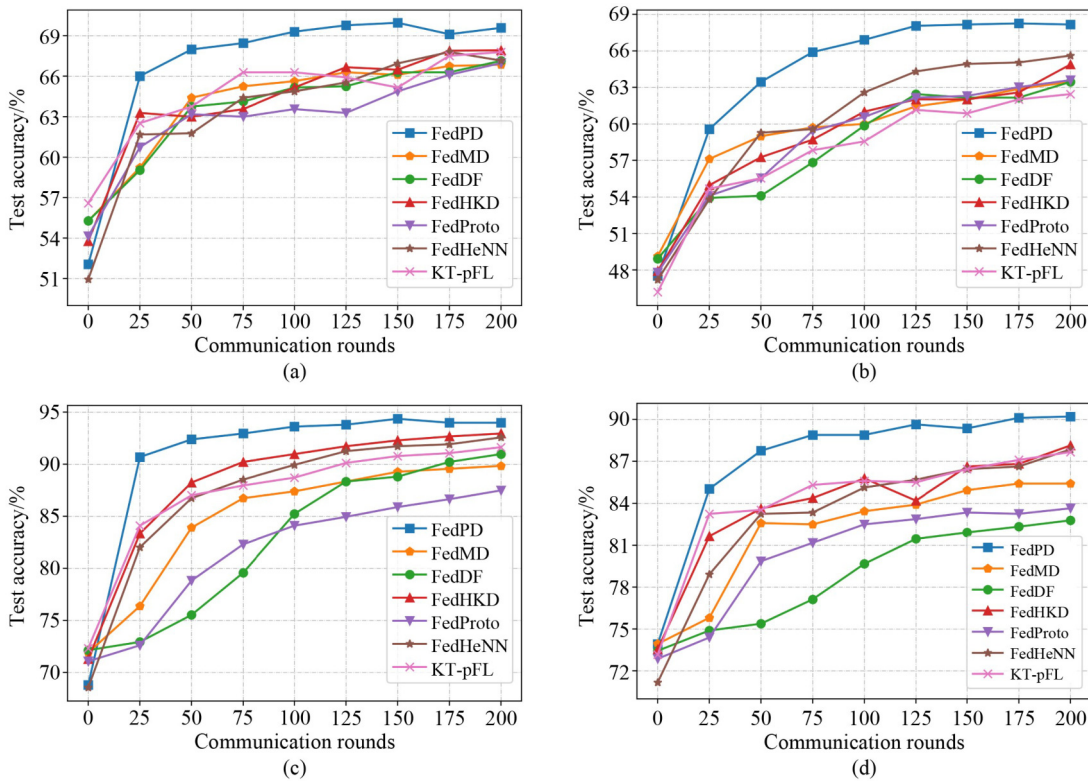 Test accuracy/%
69
66
63
60
57
54
51
FedPD
FedMD
FedDF
FedHKD
FedProto
FedHeNN
KT-pFL
0 25 50 75 100 125 150 175 200
Communication rounds
(a)
Test accuracy/%
69
66
63
60
57
54
51
48
FedPD
FedMD
FedDF
FedHKD
FedProto
FedHeNN
KT-pFL
0 25 50 75 100 125 150 175 200
Communication rounds
(b)
Test accuracy/%
95
90
85
80
75
70
FedPD
FedMD
FedDF
FedHKD
FedProto
FedHeNN
KT-pFL
0 25 50 75 100 125 150 175 200
Communication rounds
(c)
Test accuracy/%
90
87
84
81
78
75
72
FedPD
FedMD
FedDF
FedHKD
FedProto
FedHeNN
KT-pFL
0 25 50 75 100 125 150 175 200
Communication rounds
(d)